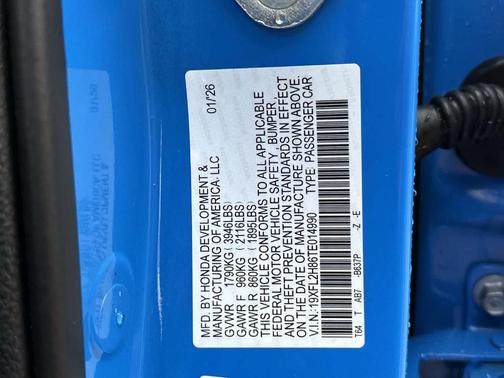 MFD. BY HONDA DEVELOPMENT & 01/26
MANUFACTURING OF AMERICA LLC
GVWR 1790KG (3946LBS)
GAWR F 960KG (2116LBS)
GAWR R 860KG (1895LBS)
THIS VEHICLE CONFORMS TO ALL APPLICABLE
FEDERAL MOTOR VEHICLE SAFETY, BUMPER,
AND THEFT PREVENTION STANDARDS IN EFFECT
ON THE DATE OF MANUFACTURE SHOWN ABOVE.
V.I.N.:19XFL2H86TE014990 TYPE: PASSENGER CAR
T64 T AB7 -B637P -Z -E